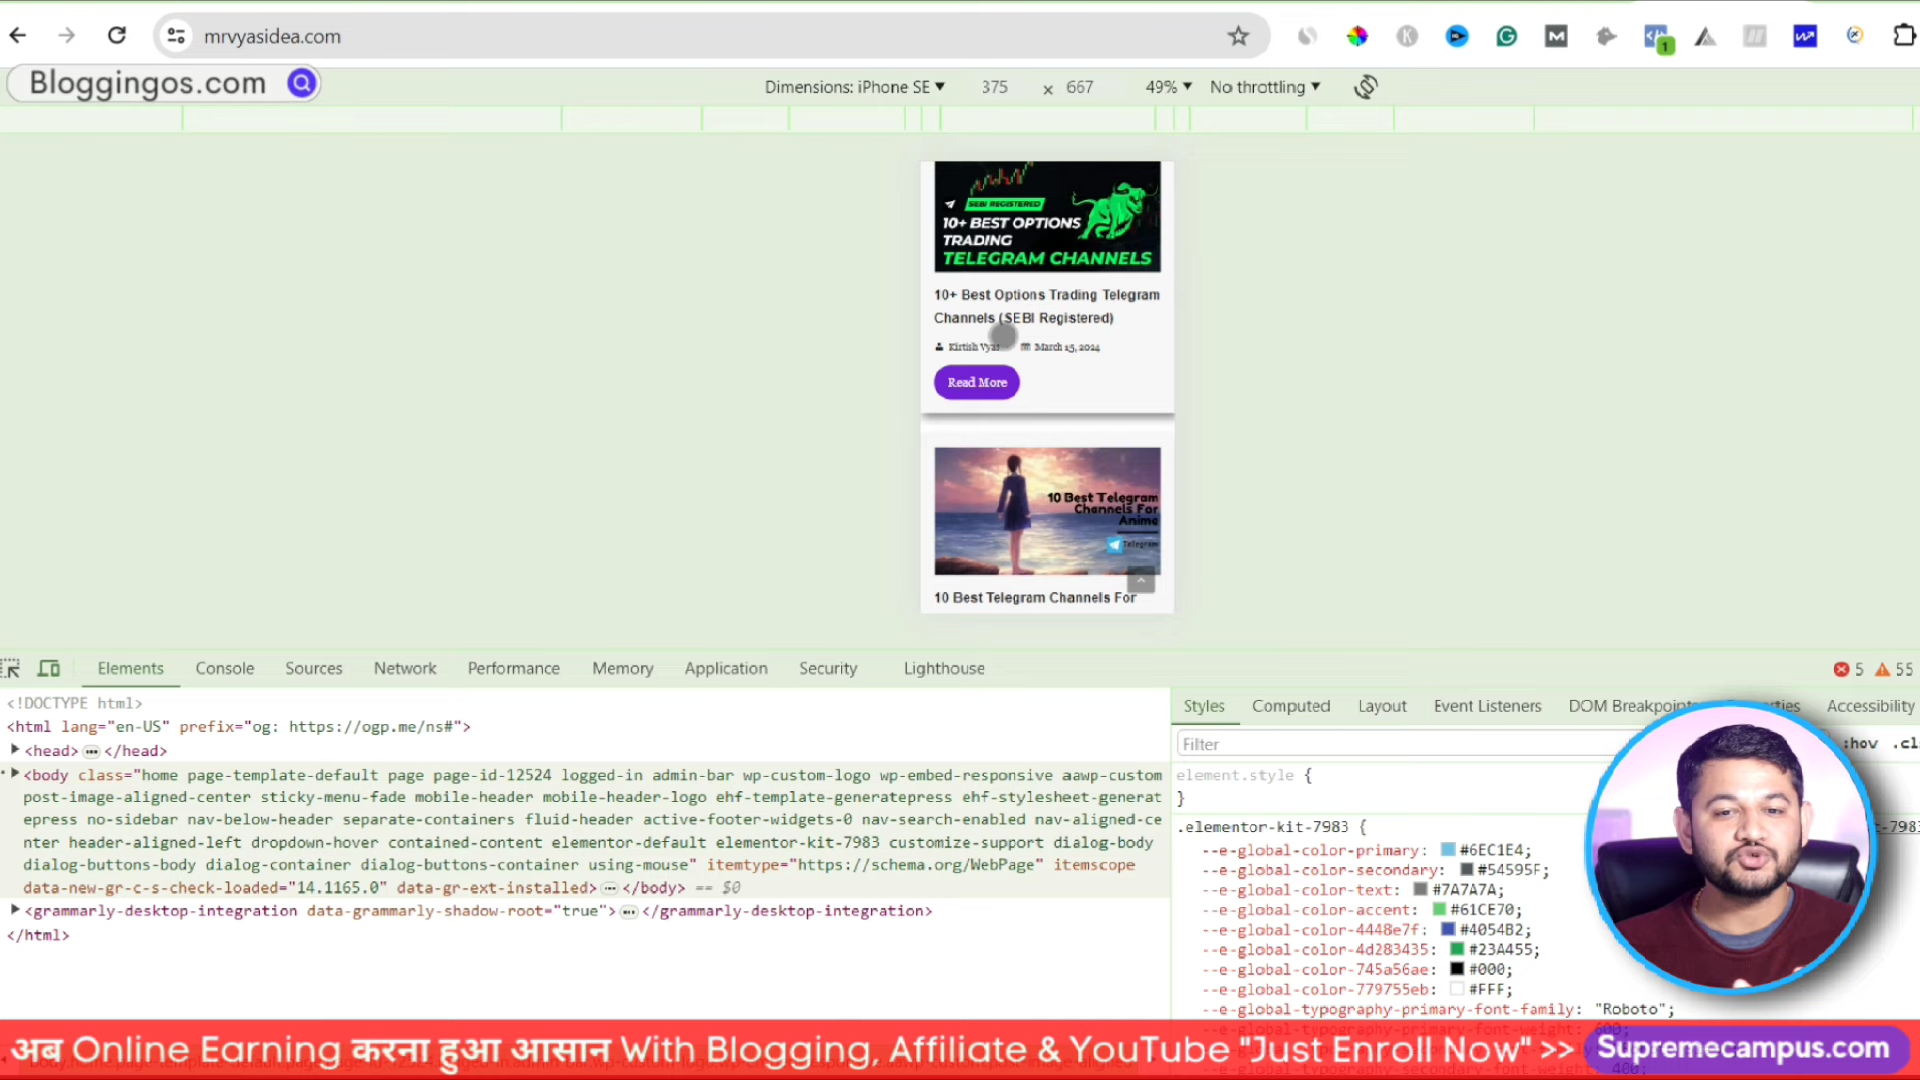 mrvyasidea.com
Bloggingos.com
Dimensions: iPhone SE ▼ 375 × 667 49% ▼ No throttling ▼
SEBI REGISTERED
10+ BEST OPTIONS
TRADING
TELEGRAM CHANNELS
10+ Best Options Trading Telegram
Channels (SEBI Registered)
Kirtish Vyas March 15, 2024
Read More
10 Best Telegram
Channels For
Anime
Telegram
10 Best Telegram Channels For
Elements Console Sources Network Performance Memory Application Security Lighthouse 5 55
<!DOCTYPE html>
<html lang="en-US" prefix="og: https://ogp.me/ns#">
<head> </head>
<body class="home page-template-default page page-id-12524 logged-in admin-bar wp-custom-logo wp-embed-responsive aawp-custom
post-image-aligned-center sticky-menu-fade mobile-header mobile-header-logo ehf-template-generatepress ehf-stylesheet-generat
epress no-sidebar nav-below-header separate-containers fluid-header active-footer-widgets-0 nav-search-enabled nav-aligned-ce
nter header-aligned-left dropdown-hover contained-content elementor-default elementor-kit-7983 customize-support dialog-body
dialog-buttons-body dialog-container dialog-buttons-container using-mouse" itemtype="https://schema.org/WebPage" itemscope
data-new-gr-c-s-check-loaded="14.1165.0" data-gr-ext-installed> </body> == $0
<grammarly-desktop-integration data-grammarly-shadow-root="true"> </grammarly-desktop-integration>
</html>
Styles Computed Layout Event Listeners DOM Breakpoints Properties Accessibility
Filter :hov .cls
element.style {
}
.elementor-kit-7983 {
--e-global-color-primary: #6EC1E4;
--e-global-color-secondary: #54595F;
--e-global-color-text: #7A7A7A;
--e-global-color-accent: #61CE70;
--e-global-color-4448e7f: #4054B2;
--e-global-color-4d283435: #23A455;
--e-global-color-745a56ae: #000;
--e-global-color-779755eb: #FFF;
--e-global-typography-primary-font-family: "Roboto";
अब Online Earning करना हुआ आसान With Blogging, Affiliate & YouTube "Just Enroll Now" >> Supremecampus.com